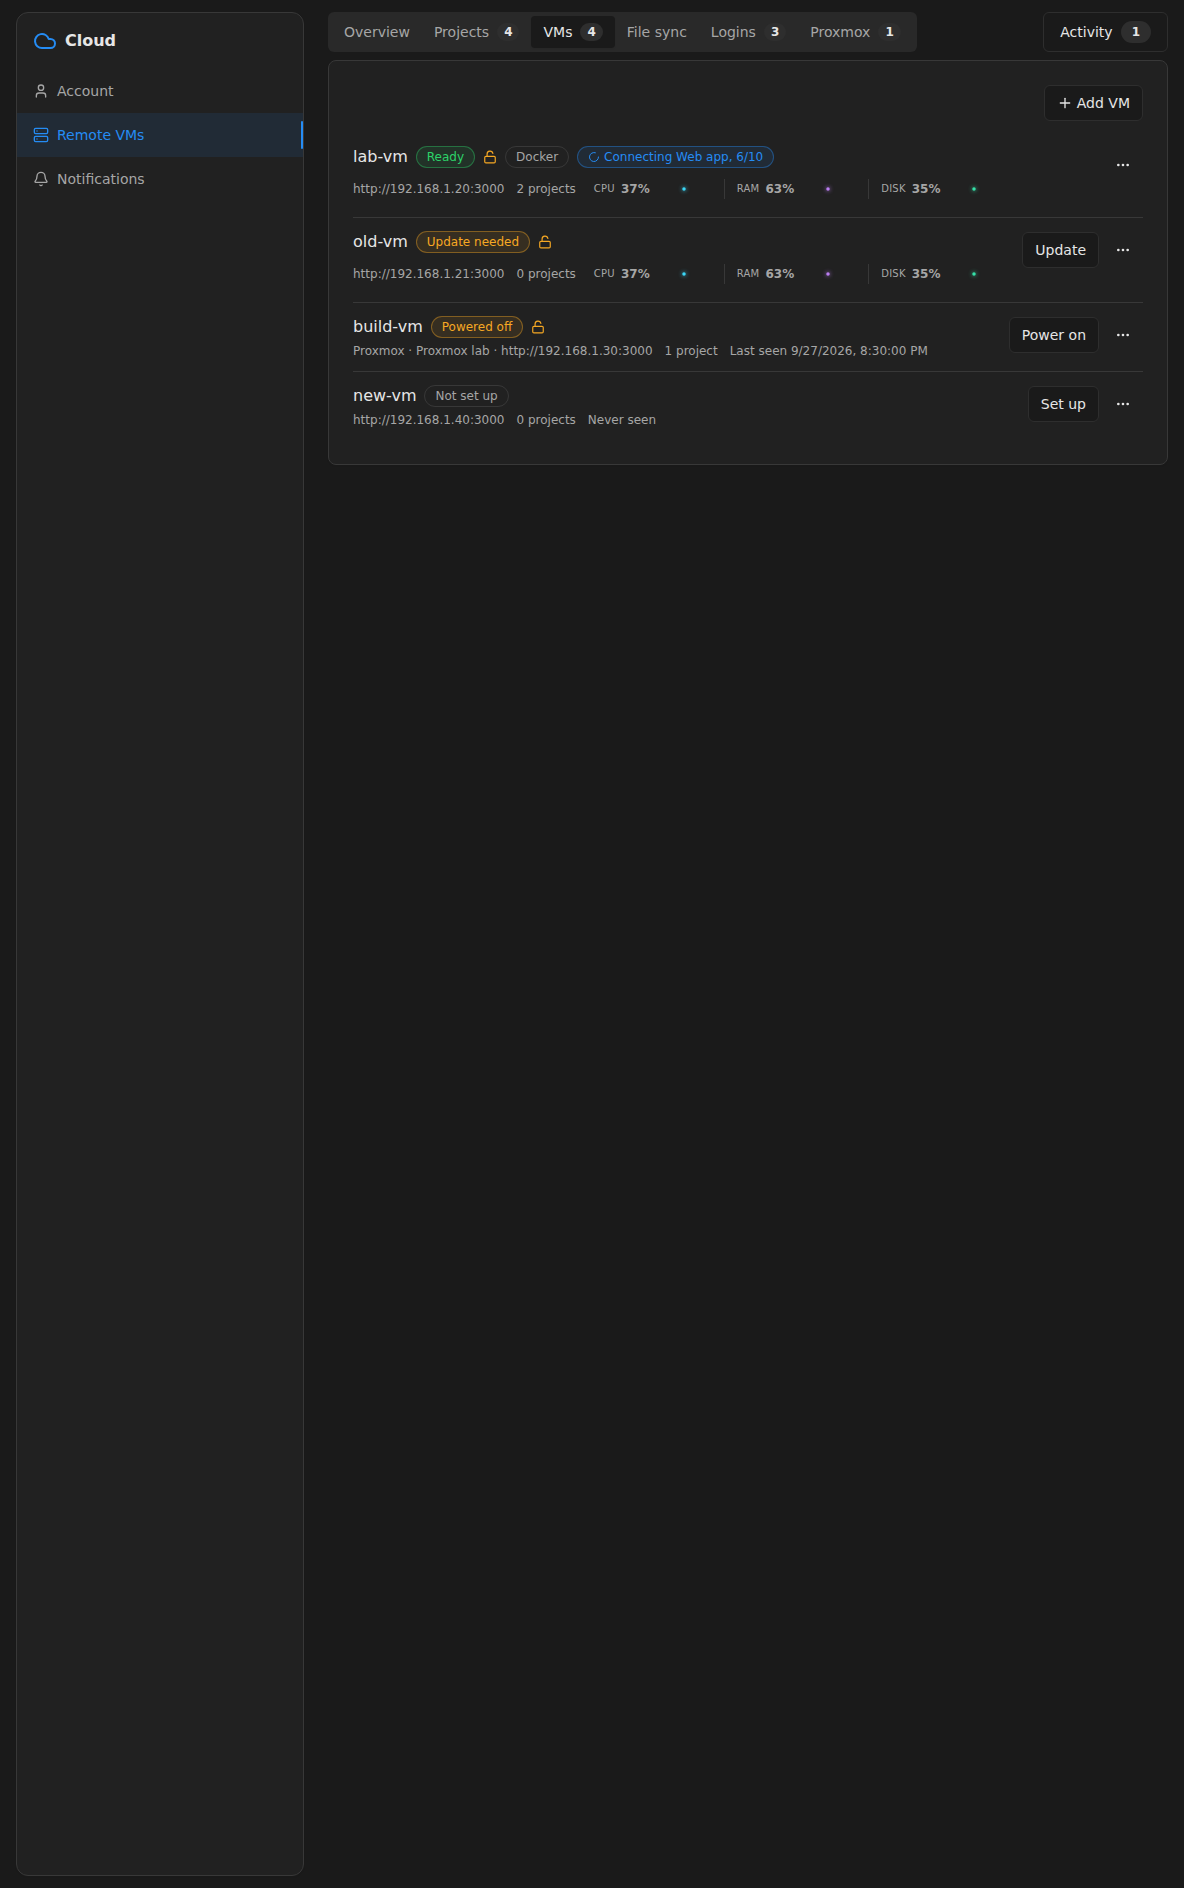 Cloud
Account
Remote VMs
Notifications
Overview Projects 4 VMs 4 File sync Logins 3 Proxmox 1 Activity 1
+ Add VM
lab-vm Ready Docker Connecting Web app, 6/10
http://192.168.1.20:3000 2 projects CPU 37% RAM 63% DISK 35%
old-vm Update needed Update
http://192.168.1.21:3000 0 projects CPU 37% RAM 63% DISK 35%
build-vm Powered off Power on
Proxmox · Proxmox lab · http://192.168.1.30:3000 1 project Last seen 9/27/2026, 8:30:00 PM
new-vm Not set up Set up
http://192.168.1.40:3000 0 projects Never seen